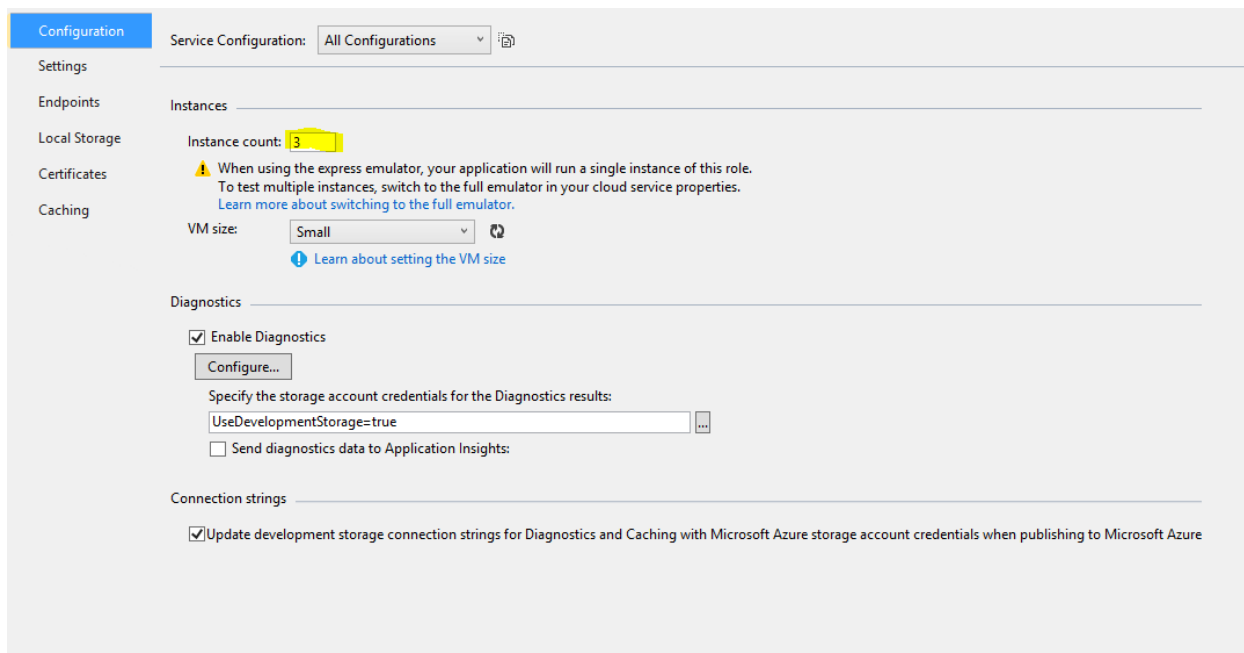 Configuration
Settings
Endpoints
Local Storage
Certificates
Caching
Service Configuration: All Configurations
Instances
Instance count: 3
When using the express emulator, your application will run a single instance of this role.
To test multiple instances, switch to the full emulator in your cloud service properties.
Learn more about switching to the full emulator.
VM size: Small
Learn about setting the VM size
Diagnostics
Enable Diagnostics
Configure...
Specify the storage account credentials for the Diagnostics results:
UseDevelopmentStorage=true
...
Send diagnostics data to Application Insights:
Connection strings
Update development storage connection strings for Diagnostics and Caching with Microsoft Azure storage account credentials when publishing to Microsoft Azure